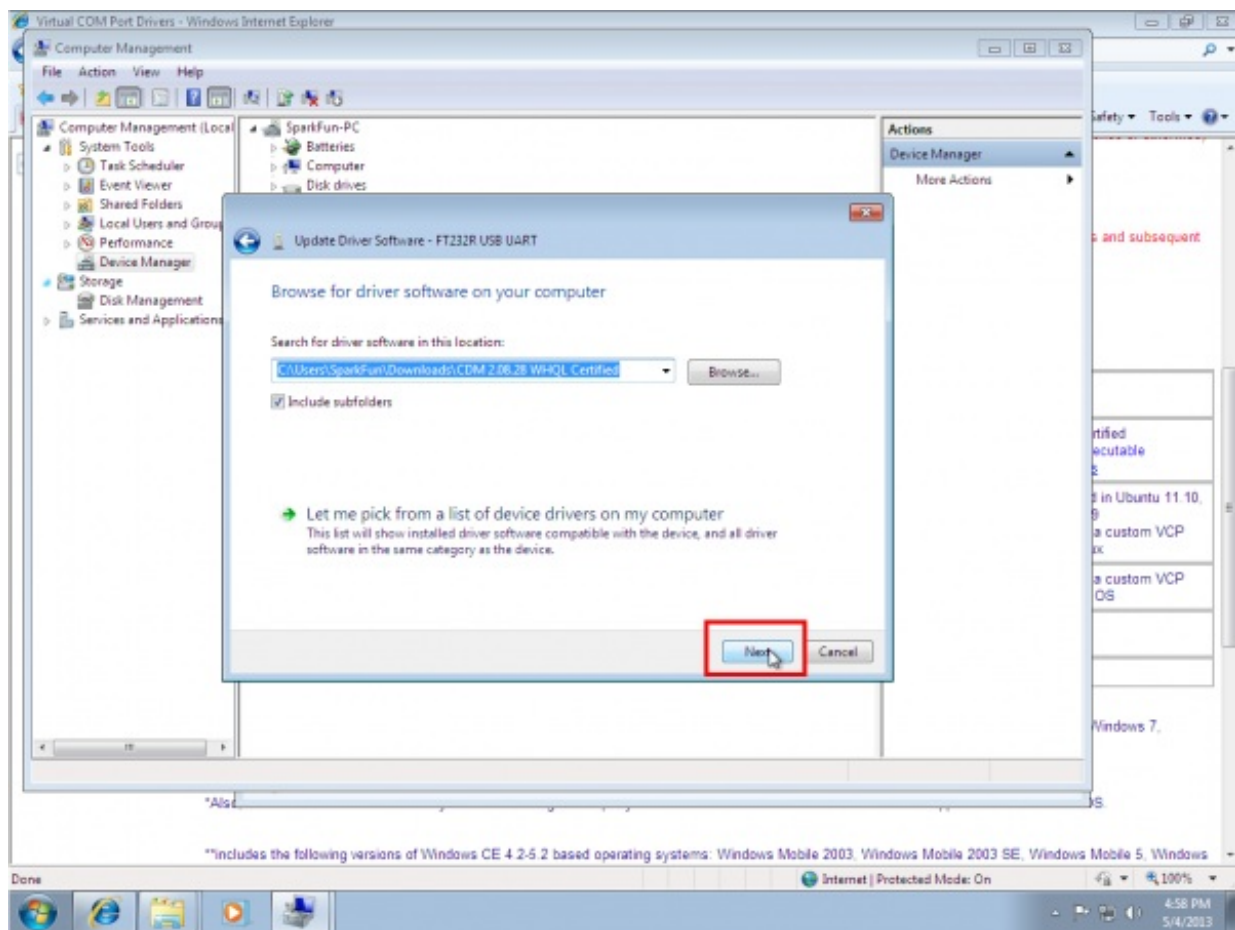 Virtual COM Port Drivers - Windows Internet Explorer
Computer Management
File Action View Help
Safety Tools
Computer Management (Local
System Tools
Task Scheduler
Event Viewer
Shared Folders
Local Users and Group
Performance
Device Manager
Storage
Disk Management
Services and Applications
SparkFun-PC
Batteries
Computer
Disk drives
Actions
Device Manager
More Actions
Update Driver Software - FT232R USB UART
Browse for driver software on your computer
Search for driver software in this location:
C:\Users\SparkFun\Downloads\CDM 2.08.28 WHQL Certified
Browse...
Include subfolders
Let me pick from a list of device drivers on my computer
This list will show installed driver software compatible with the device, and all driver
software in the same category as the device.
Next Cancel
s and subsequent
rtified
ecutable
d in Ubuntu 11.10,
9
a custom VCP
a custom VCP
OS
Windows 7,
*Als
S.
**includes the following versions of Windows CE 4.2-5.2 based operating systems: Windows Mobile 2003, Windows Mobile 2003 SE, Windows Mobile 5, Windows
Done
Internet | Protected Mode: On
100%
4:58 PM
5/4/2013